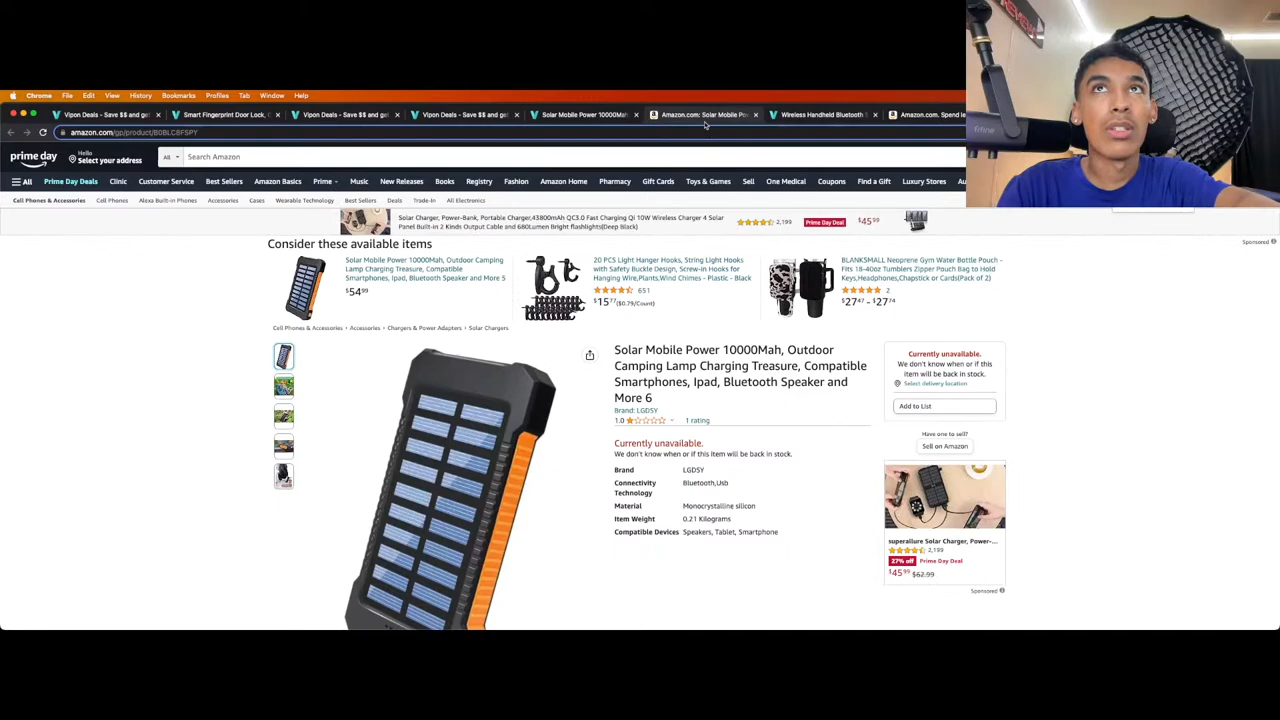 REVIEW
Chrome File Edit View History Bookmarks Profiles Tab Window Help
Vipon Deals - Save $$ and get
Smart Fingerprint Door Lock,
Vipon Deals - Save $$ and get
Vipon Deals - Save $$ and get
Solar Mobile Power 10000Mah
Amazon.com: Solar Mobile Po
Wireless Handheld Bluetooth S
Amazon.com. Spend le
amazon.com/gp/product/B0BLC8FSPY
prime day
Hello
Select your address
All
Search Amazon
All Prime Day Deals Clinic Customer Service Best Sellers Amazon Basics Prime Music New Releases Books Registry Fashion Amazon Home Pharmacy Gift Cards Toys & Games Sell One Medical Coupons Find a Gift Luxury Stores Au
Cell Phones & Accessories Cell Phones Alexa Built-in Phones Accessories Cases Wearable Technology Best Sellers Deals Trade-In All Electronics
Solar Charger, Power-Bank, Portable Charger,43800mAh QC3.0 Fast Charging Qi 10W Wireless Charger 4 Solar
Panel Built-in 2 Kinds Output Cable and 680Lumen Bright flashlights(Deep Black)
2,199
Prime Day Deal
$4599
Sponsored
Consider these available items
Solar Mobile Power 10000Mah, Outdoor
Camping Lamp Charging Treasure, Compatible
Smartphones, Ipad, Bluetooth Speaker and More 5
$5499
20 PCS Light Hanger Hooks, String Light Hooks
with Safety Buckle Design, Screw-in Hooks for
Hanging Wire,Plants,Wind Chimes - Plastic - Black
651
$1577 ($0.79/Count)
BLANKSMALL Neoprene Gym Water Bottle Pouch -
Fits 18-40oz Tumblers Zipper Pouch Bag to Hold
Keys,Headphones,Chapstick or Cards(Pack of 2)
2
$2747 - $2774
Cell Phones & Accessories › Accessories › Chargers & Power Adapters › Solar Chargers
Solar Mobile Power 10000Mah, Outdoor
Camping Lamp Charging Treasure, Compatible
Smartphones, Ipad, Bluetooth Speaker and
More 6
Brand: LGDSY
1.0
1 rating
Currently unavailable.
We don't know when or if this item will be back in stock.
Brand LGDSY
Connectivity Bluetooth,Usb
Technology
Material Monocrystalline silicon
Item Weight 0.21 Kilograms
Compatible Devices Speakers, Tablet, Smartphone
Currently unavailable.
We don't know when or if this
item will be back in stock.
Select delivery location
Add to List
Have one to sell?
Sell on Amazon
superallure Solar Charger, Power-...
2,199
27% off Prime Day Deal
$4599 $62.99
Sponsored